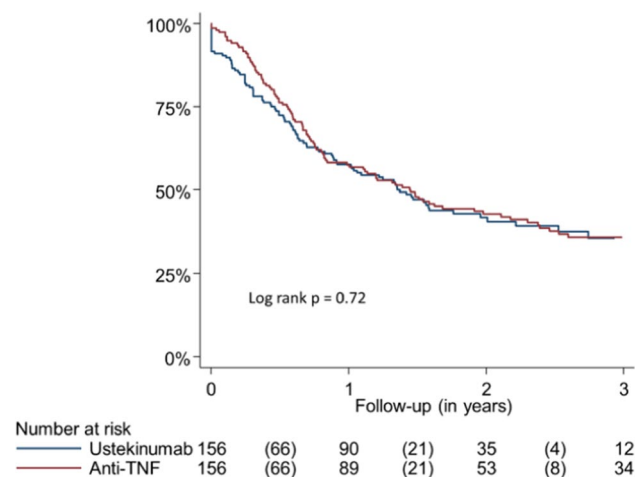 100%
75%
50%
25%
0%
Log rank p = 0.72
0 1 2 3
Follow-up (in years)
Number at risk
Ustekinumab 156 (66) 90 (21) 35 (4) 12
Anti-TNF 156 (66) 89 (21) 53 (8) 34